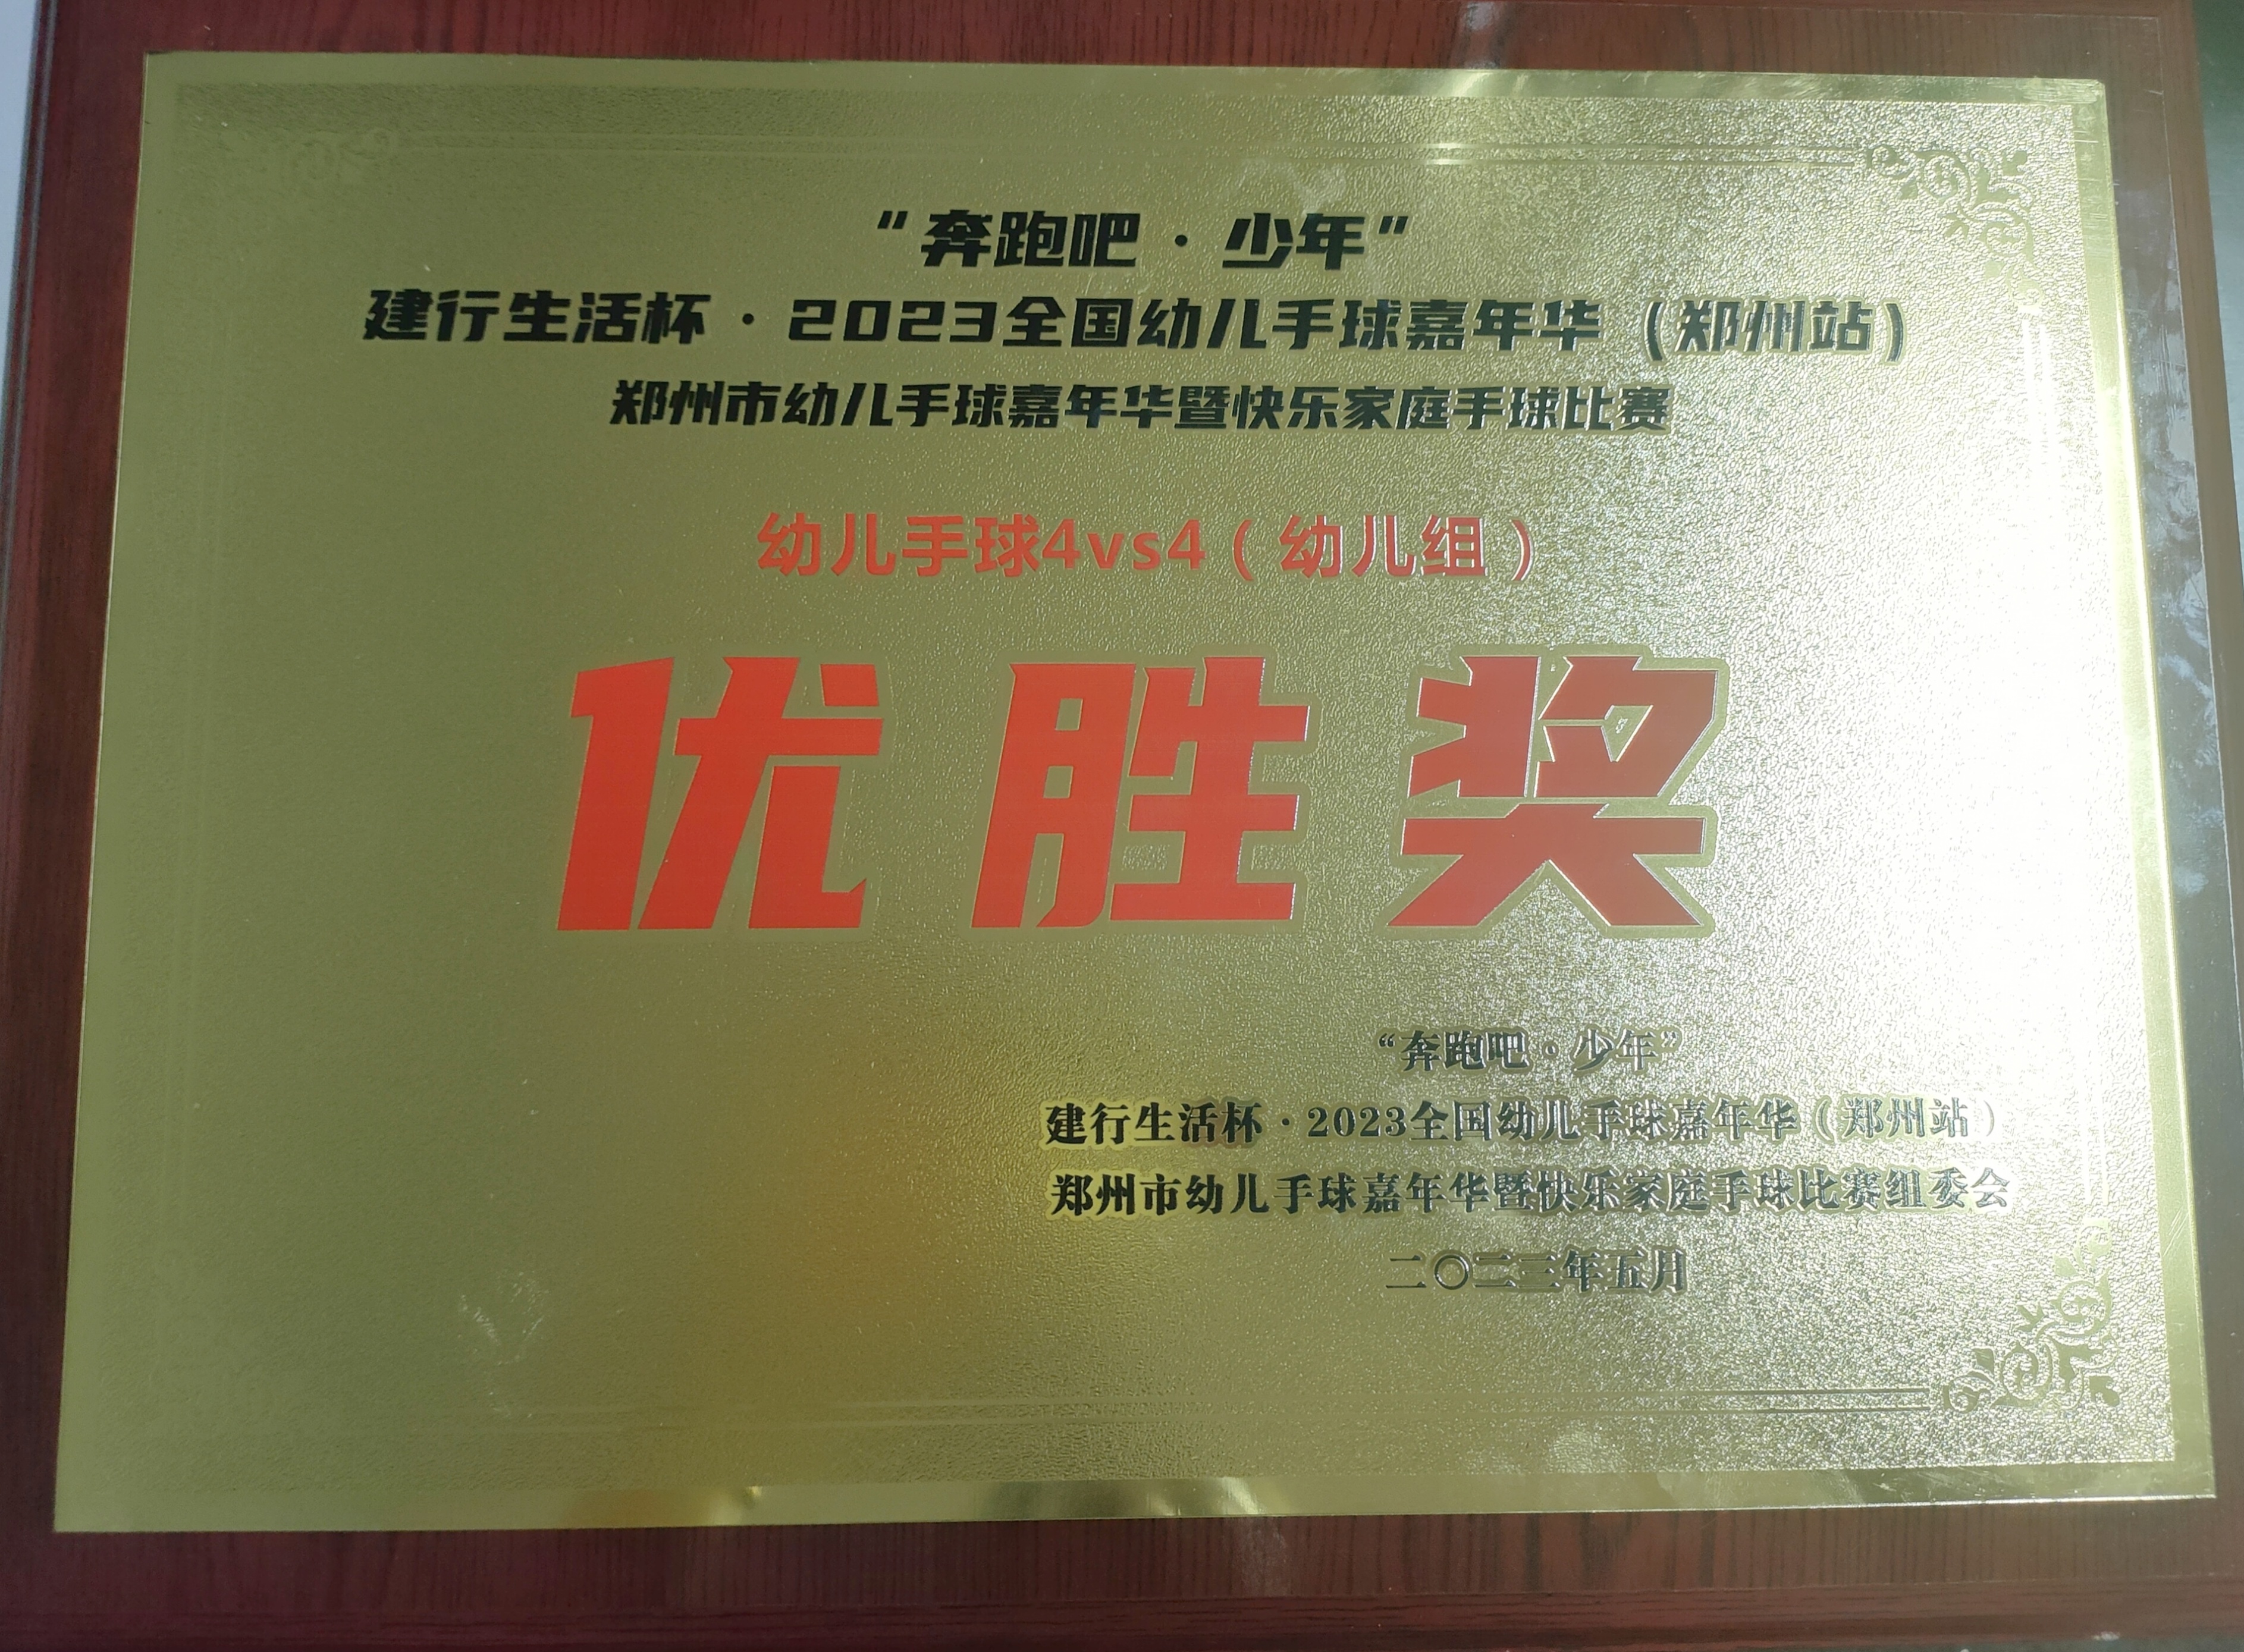 “奔跑吧·少年”
建行生活杯·2023全国幼儿手球嘉年华（郑州站）
郑州市幼儿手球嘉年华暨快乐家庭手球比赛
幼儿手球4vs4（幼儿组）
优胜奖
“奔跑吧·少年”
建行生活杯·2023全国幼儿手球嘉年华（郑州站）
郑州市幼儿手球嘉年华暨快乐家庭手球比赛组委会
二〇二三年五月